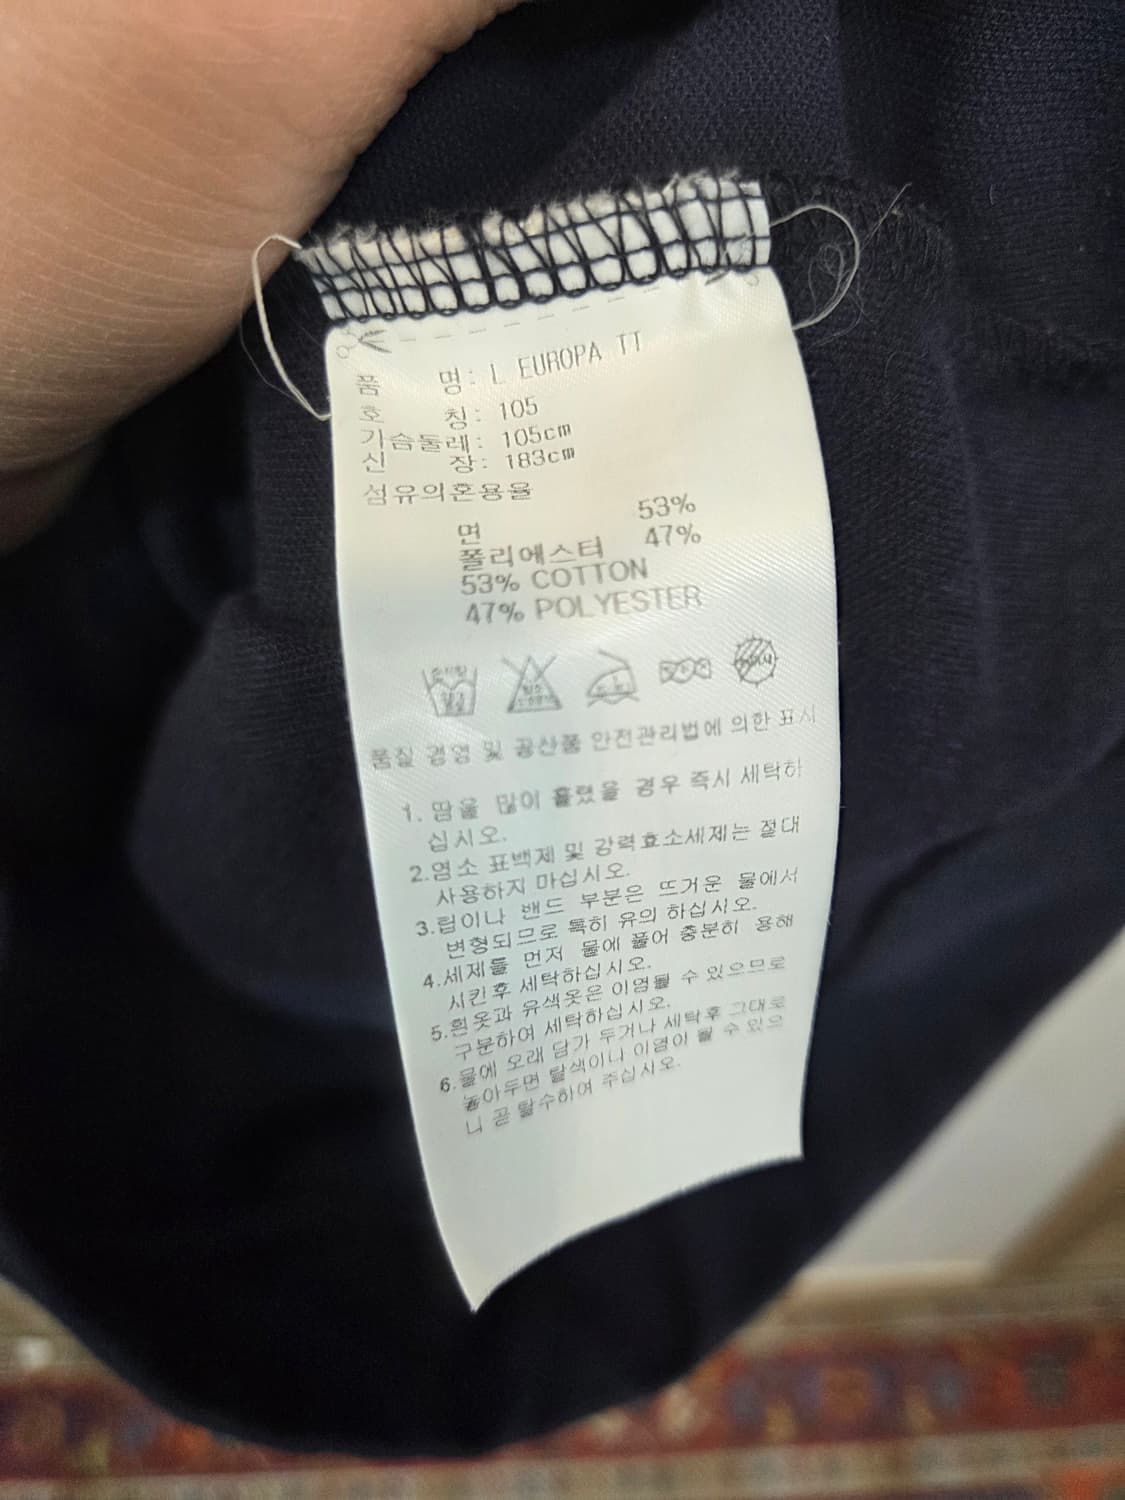 품 명: L EUROPA TT
호 칭: 105
가슴둘레: 105cm
신 장: 183cm
섬유의혼용율
면 53%
폴리에스터 47%
53% COTTON
47% POLYESTER
품질 경영 및 공산품 안전관리법에 의한 표시
1. 땀을 많이 흘렸을 경우 즉시 세탁하
십시오.
2.염소 표백제 및 강력효소세제는 절대
사용하지 마십시오.
3.립이나 밴드 부분은 뜨거운 물에서
변형되므로 특히 유의 하십시오.
4.세제를 먼저 물에 풀어 충분히 용해
시킨후 세탁하십시오.
5.흰옷과 유색옷은 이염될 수 있으므로
구분하여 세탁하십시오.
6.물에 오래 담가 두거나 세탁후 그대로
놓아두면 탈색이나 이염이 될 수 있으
니 곧 탈수하여 주십시오.